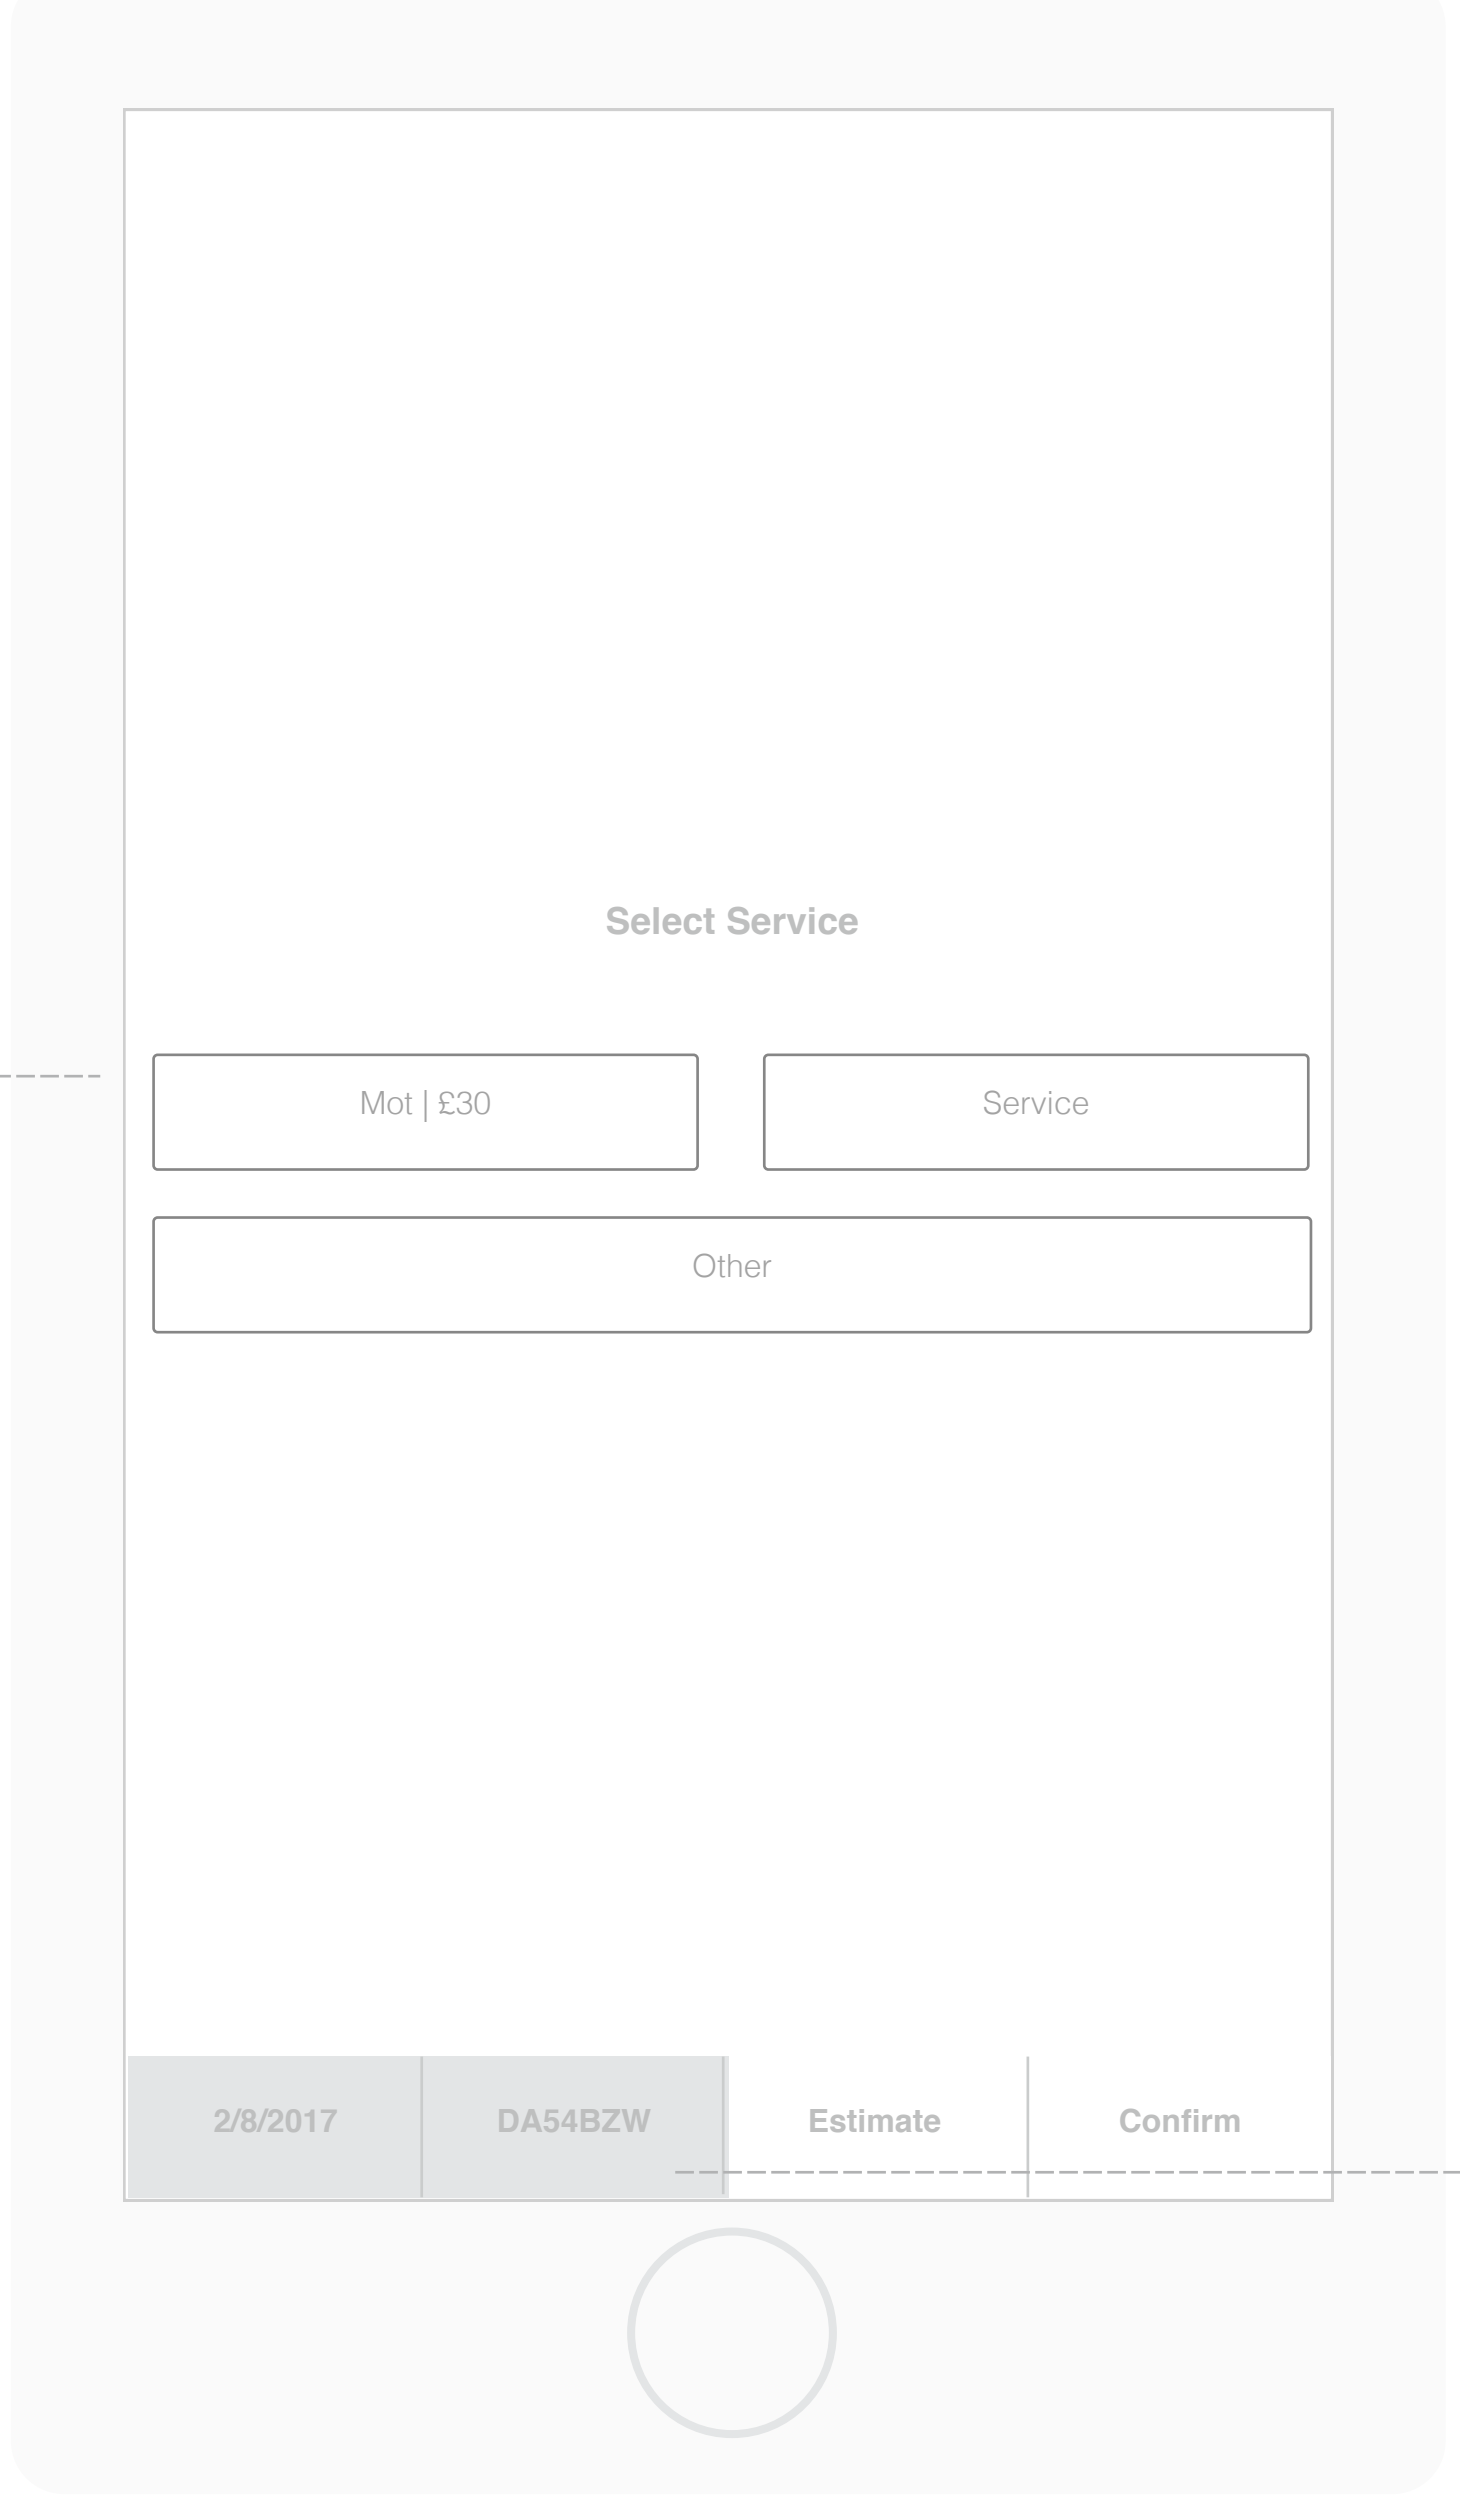 Select Service
Mot | £30
Service
Other
2/8/2017
DA54BZW
Estimate
Confirm